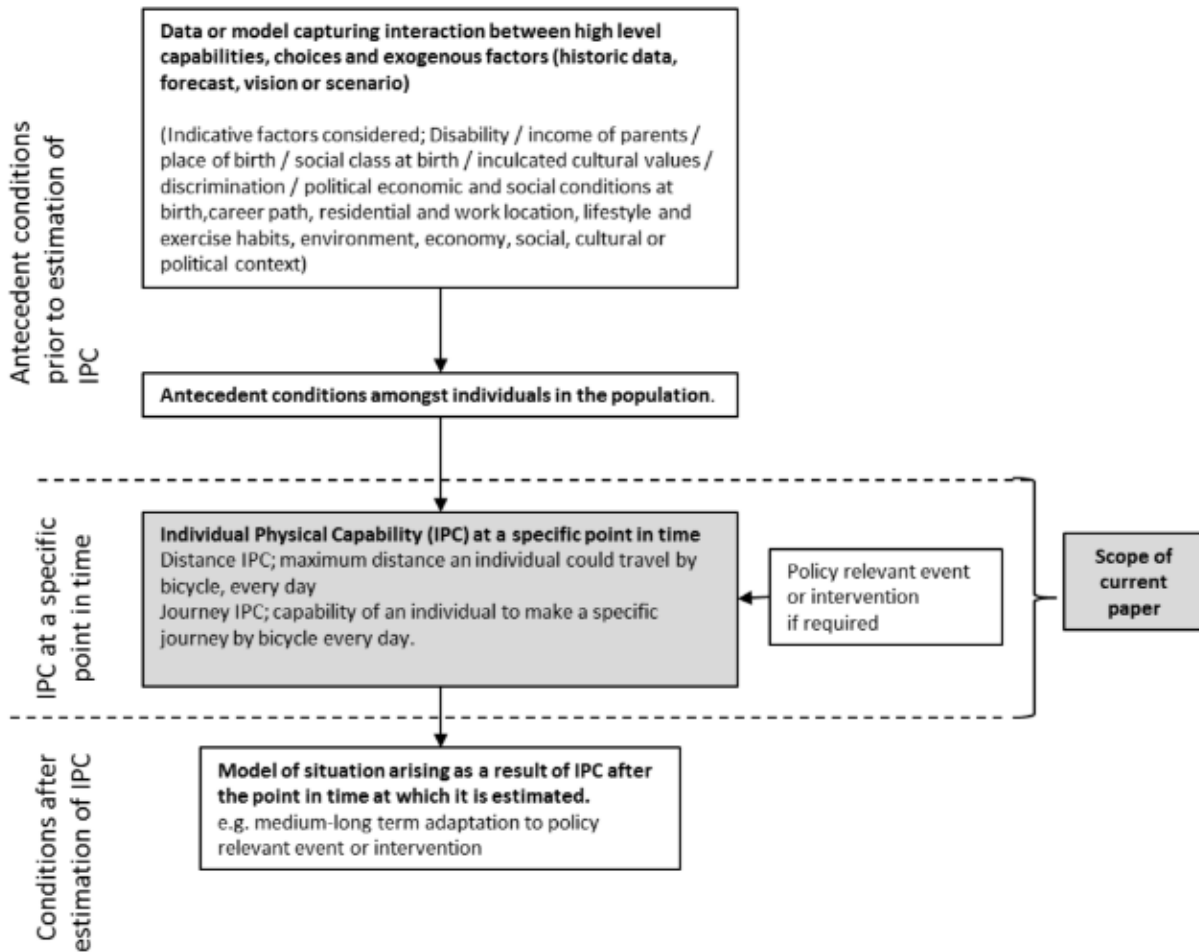 Data or model capturing interaction between high level
capabilities, choices and exogenous factors (historic data,
forecast, vision or scenario)
(Indicative factors considered; Disability / income of parents /
place of birth / social class at birth / inculcated cultural values /
discrimination / political economic and social conditions at
birth,career path, residential and work location, lifestyle and
exercise habits, environment, economy, social, cultural or
political context)
Antecedent conditions
prior to estimation of
IPC
Antecedent conditions amongst individuals in the population.
IPC at a specific
point in time
Individual Physical Capability (IPC) at a specific point in time
Distance IPC; maximum distance an individual could travel by
bicycle, every day
Journey IPC; capability of an individual to make a specific
journey by bicycle every day.
Policy relevant event
or intervention
if required
Scope of
current
paper
Conditions after
estimation of IPC
Model of situation arising as a result of IPC after
the point in time at which it is estimated.
e.g. medium-long term adaptation to policy
relevant event or intervention